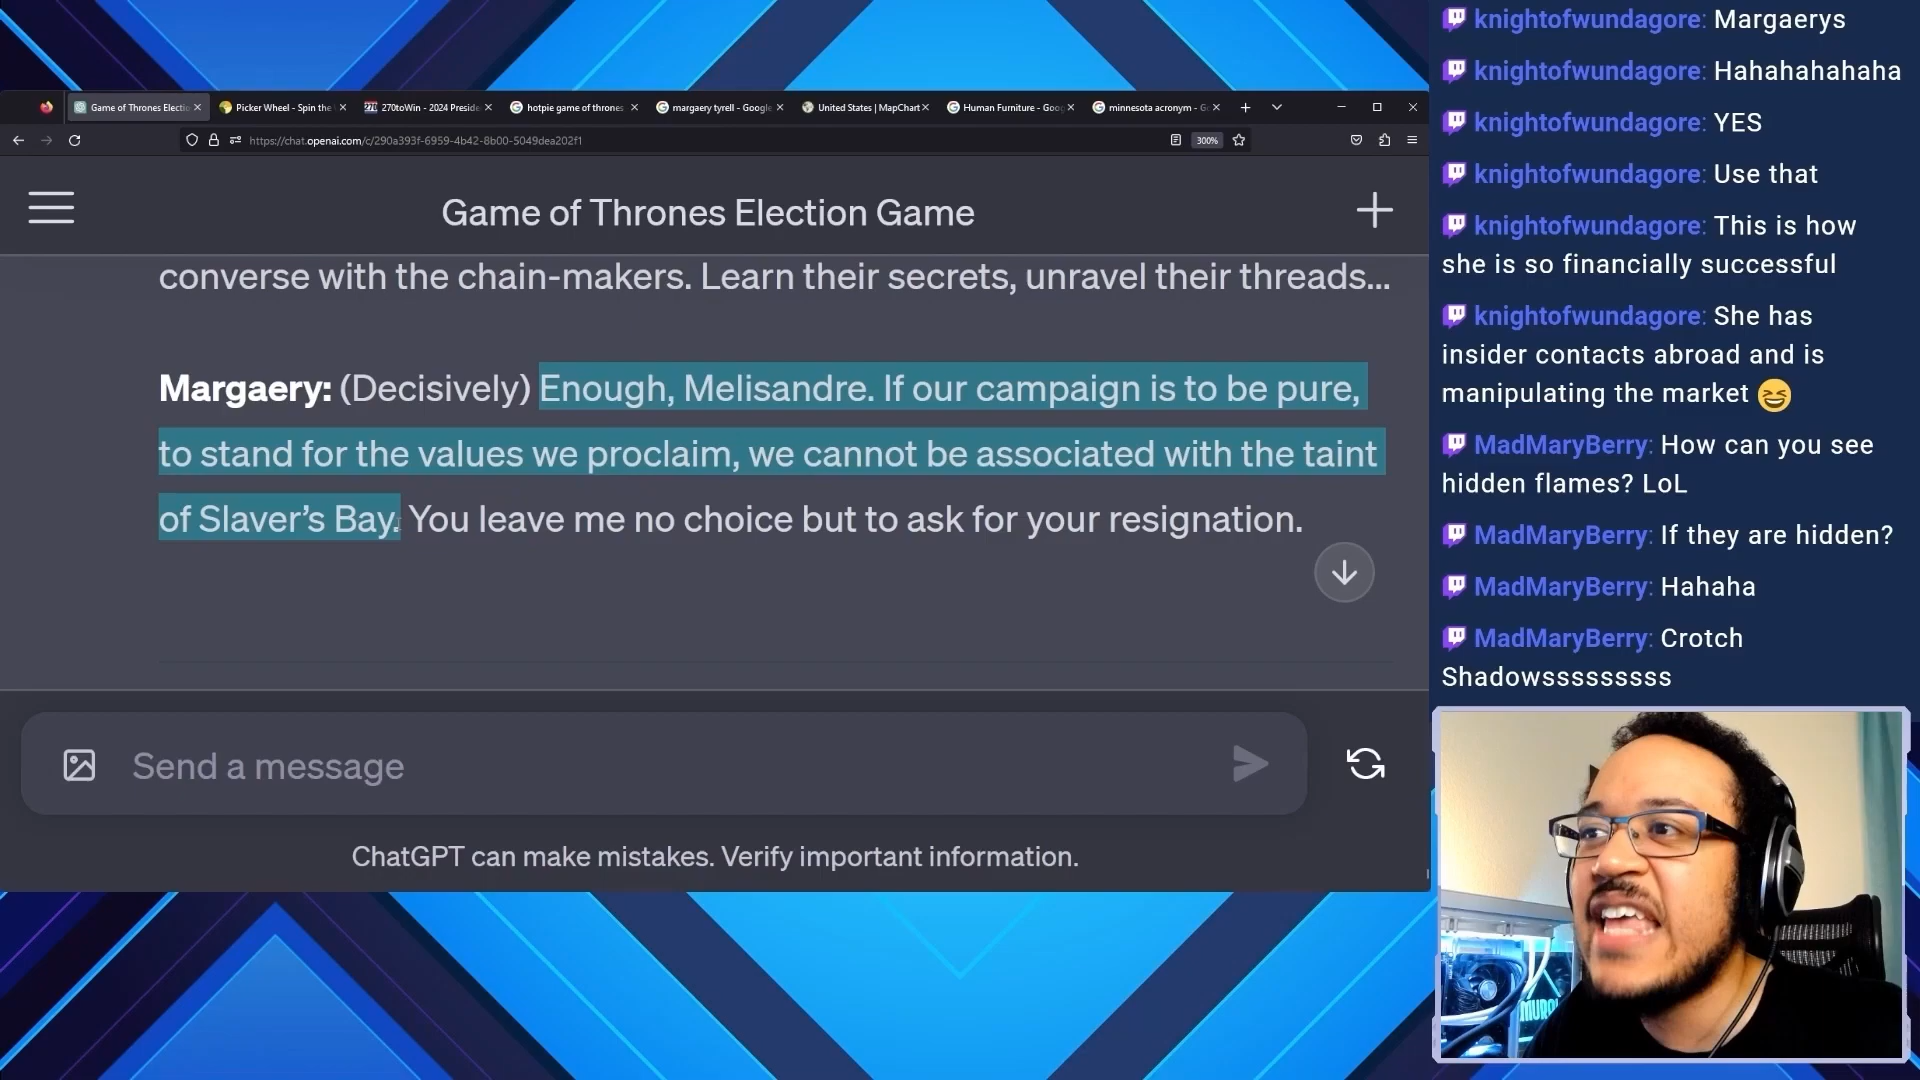 Game of Thrones Electio
Picker Wheel - Spin the
270toWin - 2024 Preside
hotpie game of thrones
margaery tyrell - Google
United States | MapChart
Human Furniture - Goo
minnesota acronym - G
https://chat.openai.com/c/290a393f-6959-4b42-8b00-5049dea202f1
300%
Game of Thrones Election Game
converse with the chain-makers. Learn their secrets, unravel their threads...
Margaery: (Decisively) Enough, Melisandre. If our campaign is to be pure,
to stand for the values we proclaim, we cannot be associated with the taint
of Slaver’s Bay. You leave me no choice but to ask for your resignation.
Send a message
ChatGPT can make mistakes. Verify important information.
knightofwundagore: Margaerys
knightofwundagore: Hahahahahaha
knightofwundagore: YES
knightofwundagore: Use that
knightofwundagore: This is how
she is so financially successful
knightofwundagore: She has
insider contacts abroad and is
manipulating the market 😆
MadMaryBerry: How can you see
hidden flames? LoL
MadMaryBerry: If they are hidden?
MadMaryBerry: Hahaha
MadMaryBerry: Crotch
Shadowsssssssss